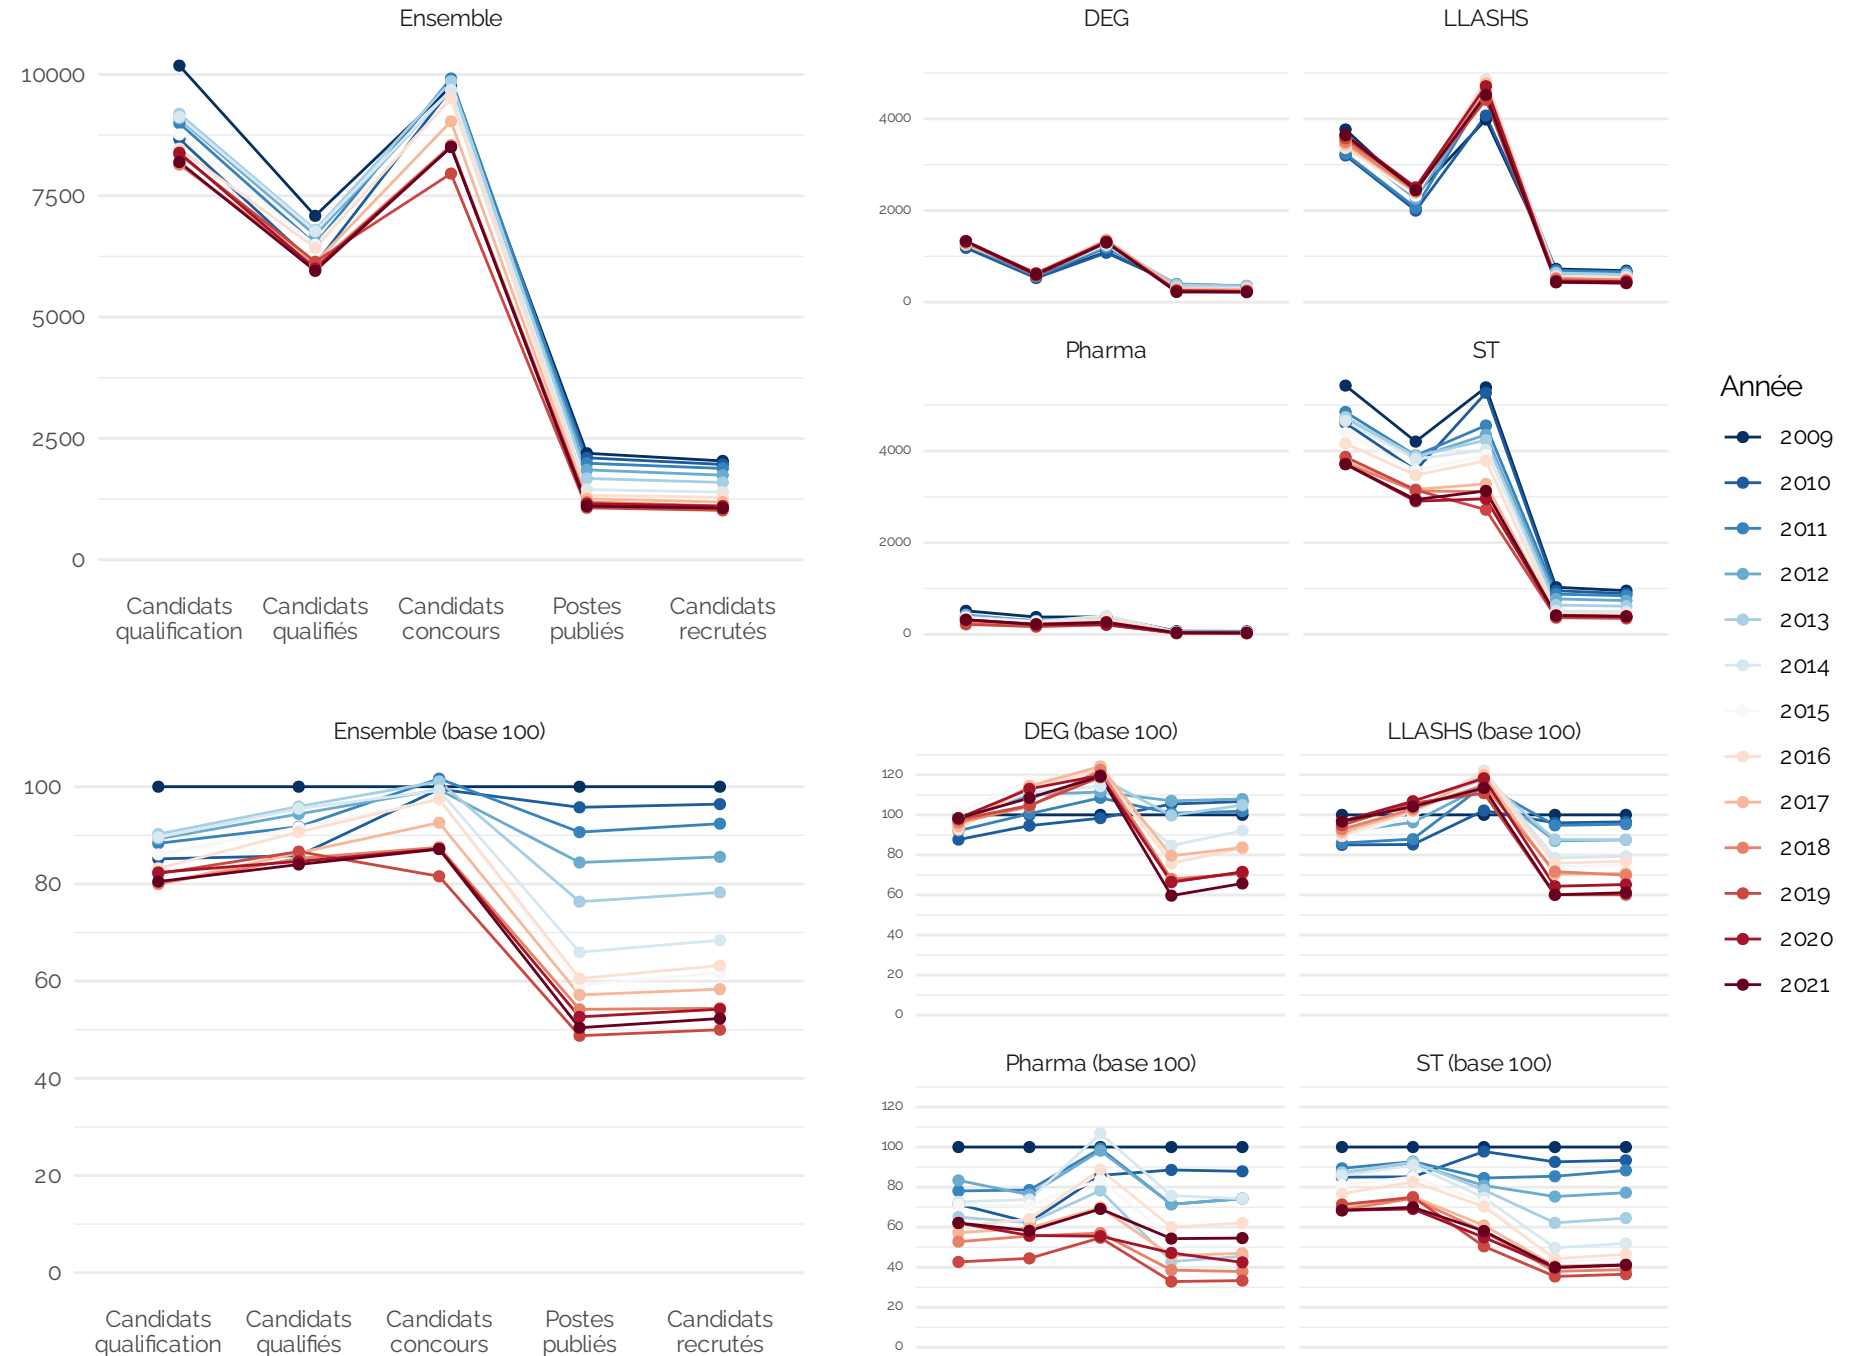 Ensemble
10000
7500
5000
2500
0
Candidats qualification
Candidats qualifiés
Candidats concours
Postes publiés
Candidats recrutés
DEG
LLASHS
4000
2000
0
Pharma
ST
4000
2000
0
Année
2009
2010
2011
2012
2013
2014
2015
2016
2017
2018
2019
2020
2021
Ensemble (base 100)
100
80
60
40
20
0
Candidats qualification
Candidats qualifiés
Candidats concours
Postes publiés
Candidats recrutés
DEG (base 100)
LLASHS (base 100)
120
100
80
60
40
20
0
Pharma (base 100)
ST (base 100)
120
100
80
60
40
20
0